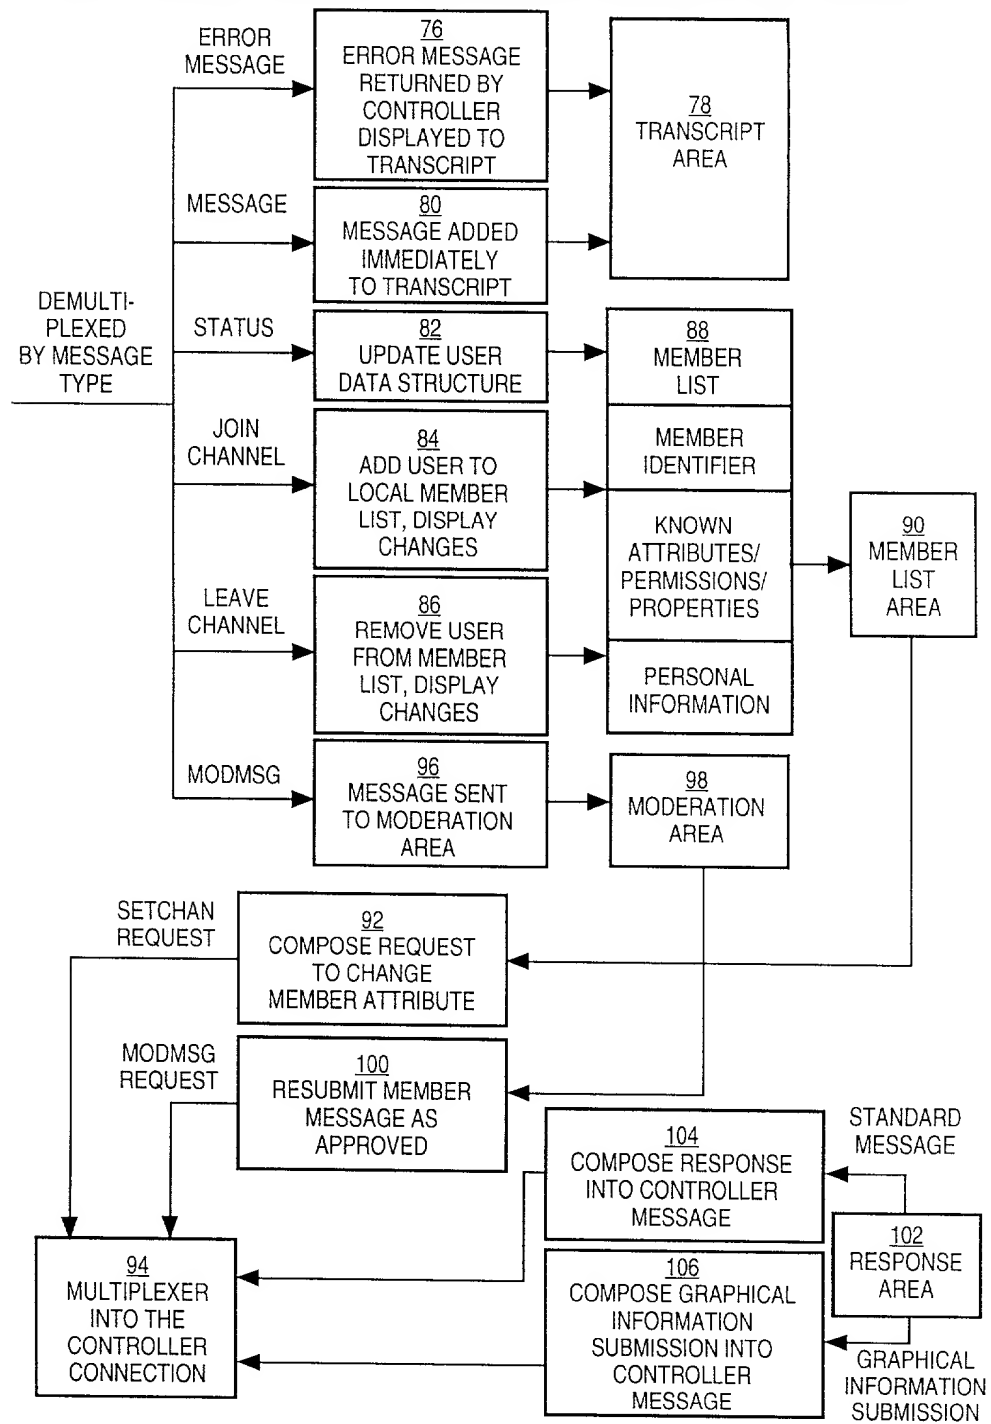 ERROR
MESSAGE
76
ERROR MESSAGE
RETURNED BY
CONTROLLER
DISPLAYED TO
TRANSCRIPT
78
TRANSCRIPT
AREA
MESSAGE
80
MESSAGE ADDED
IMMEDIATELY
TO TRANSCRIPT
DEMULTI-
PLEXED
BY MESSAGE
TYPE
STATUS
82
UPDATE USER
DATA STRUCTURE
88
MEMBER
LIST
MEMBER
IDENTIFIER
KNOWN
ATTRIBUTES/
PERMISSIONS/
PROPERTIES
PERSONAL
INFORMATION
JOIN
CHANNEL
84
ADD USER TO
LOCAL MEMBER
LIST, DISPLAY
CHANGES
90
MEMBER
LIST
AREA
LEAVE
CHANNEL
86
REMOVE USER
FROM MEMBER
LIST, DISPLAY
CHANGES
MODMSG
96
MESSAGE SENT
TO MODERATION
AREA
98
MODERATION
AREA
SETCHAN
REQUEST
92
COMPOSE REQUEST
TO CHANGE
MEMBER ATTRIBUTE
MODMSG
REQUEST
100
RESUBMIT MEMBER
MESSAGE AS
APPROVED
104
COMPOSE RESPONSE
INTO CONTROLLER
MESSAGE
STANDARD
MESSAGE
102
RESPONSE
AREA
94
MULTIPLEXER
INTO THE
CONTROLLER
CONNECTION
106
COMPOSE GRAPHICAL
INFORMATION
SUBMISSION INTO
CONTROLLER
MESSAGE
GRAPHICAL
INFORMATION
SUBMISSION